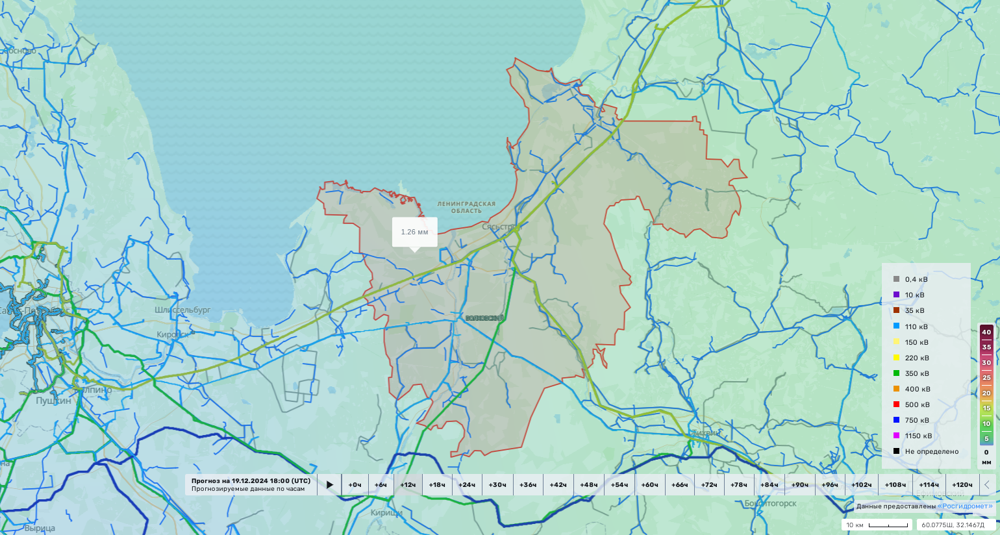 Сосново
ЛЕНИНГРАДСКАЯ
ОБЛАСТЬ
Сясьстрой
1.26 мм
Шлиссельбург
Кировск
ВОЛХОВСКИЙ
Пушкин
Тихвин
Кириши
Бокситогорск
Ефимовский
Вырица
0,4 кВ
10 кВ
35 кВ
110 кВ
150 кВ
220 кВ
350 кВ
400 кВ
500 кВ
750 кВ
1150 кВ
Не определено
40
35
30
25
20
15
10
5
0
мм
Прогноз на 19.12.2024 18:00 (UTC)
Прогнозируемые данные по часам
+0ч +6ч +12ч +18ч +24ч +30ч +36ч +42ч +48ч +54ч +60ч +66ч +72ч +78ч +84ч +90ч +96ч +102ч +108ч +114ч +120ч
Данные предоставлены «Росгидромет»
10 км
60.0775Ш, 32.1467Д